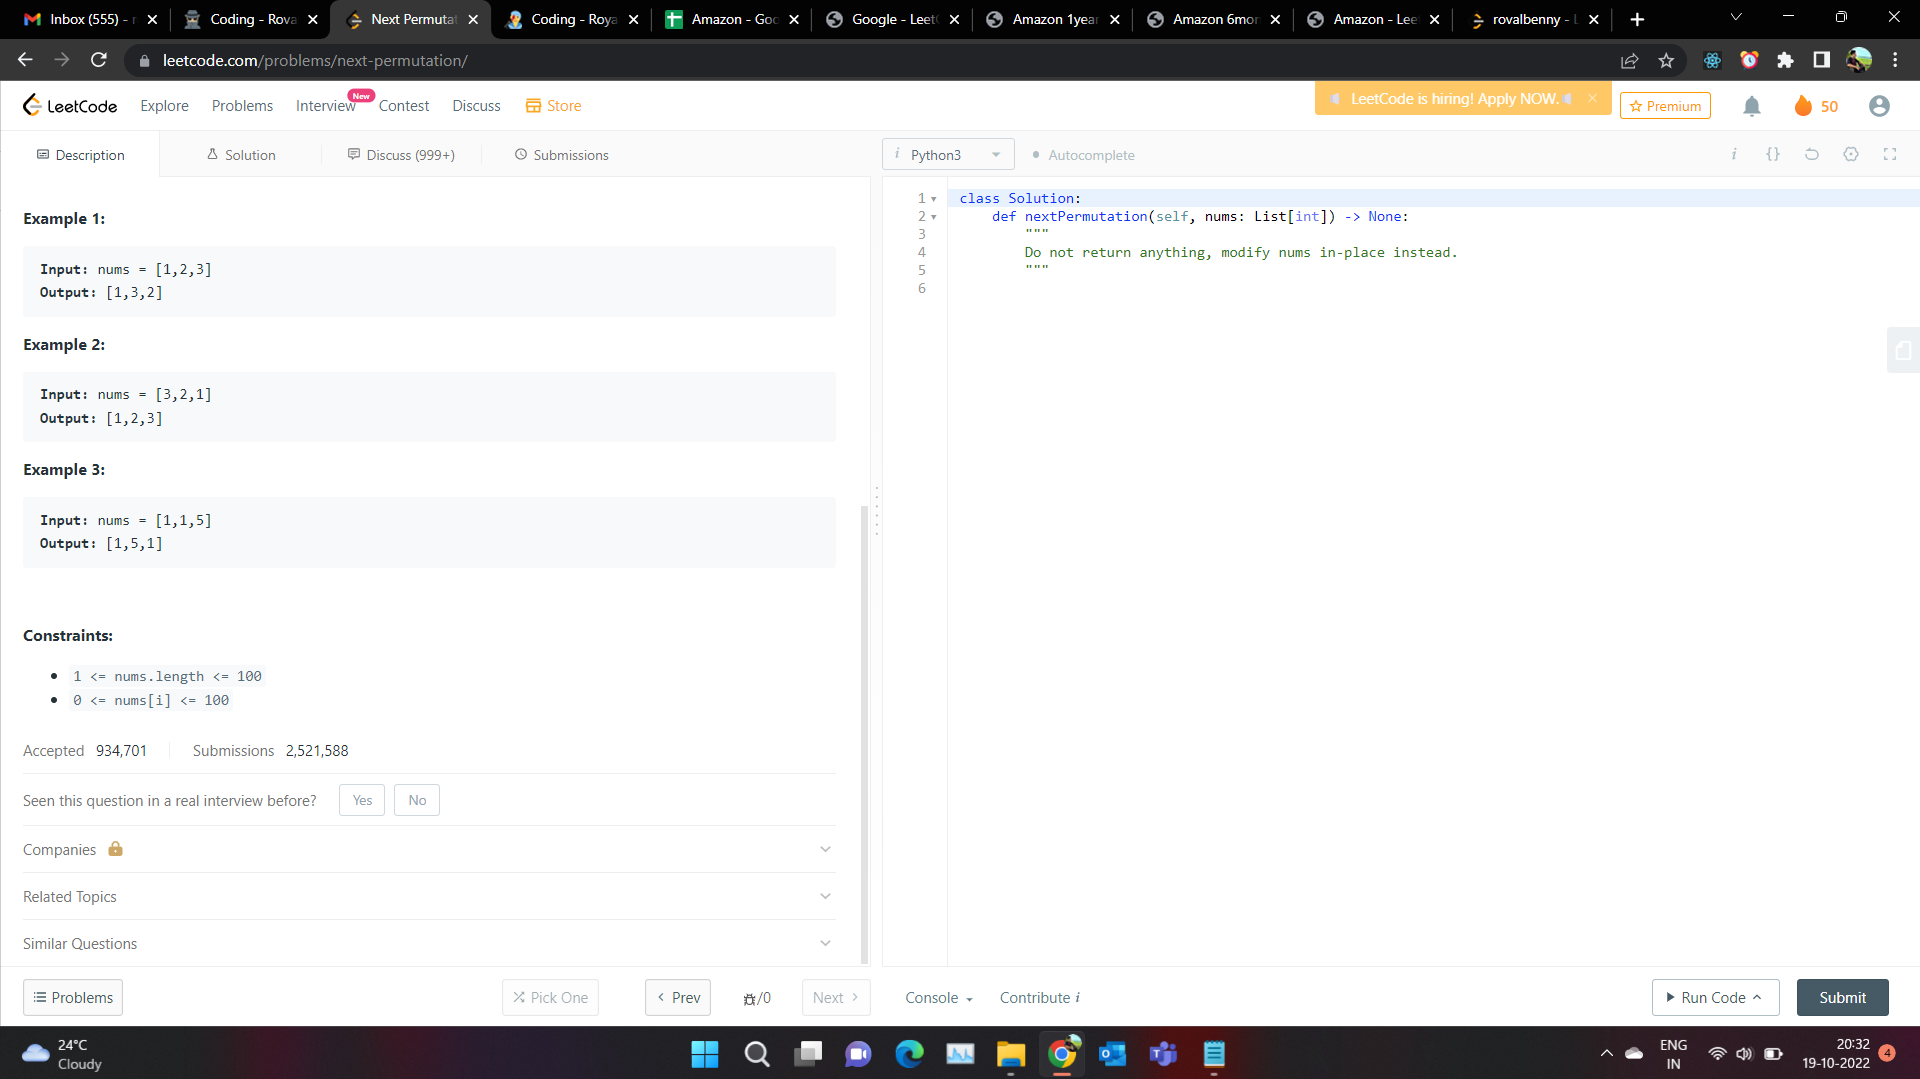 Inbox (555) -
Coding - Rova
Next Permutat
Coding - Roya
Amazon - Goo
Google - Leet
Amazon 1year
Amazon 6mon
Amazon - Lee
rovalbenny - L
leetcode.com/problems/next-permutation/
LeetCode
Explore
Problems
Interview
New
Contest
Discuss
Store
LeetCode is hiring! Apply NOW.
Premium
50
Description
Solution
Discuss (999+)
Submissions
i Python3
Autocomplete
i {}
Example 1:
Input: nums = [1,2,3]
Output: [1,3,2]
Example 2:
Input: nums = [3,2,1]
Output: [1,2,3]
Example 3:
Input: nums = [1,1,5]
Output: [1,5,1]
Constraints:
1 <= nums.length <= 100
0 <= nums[i] <= 100
Accepted 934,701 Submissions 2,521,588
Seen this question in a real interview before? Yes No
Companies
Related Topics
Similar Questions
1 class Solution:
2 def nextPermutation(self, nums: List[int]) -> None:
3 """
4 Do not return anything, modify nums in-place instead.
5 """
6
Problems
Pick One
< Prev
/0
Next >
Console
Contribute i
Run Code
Submit
24°C
Cloudy
ENG
IN
20:32
19-10-2022
4